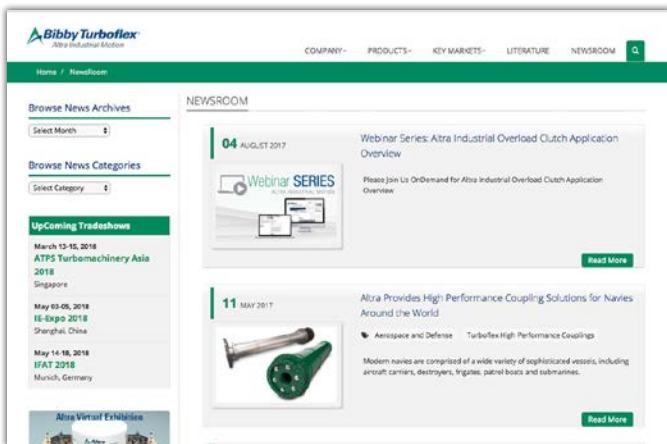 Bibby Turboflex
Altra Industrial Motion
COMPANY
PRODUCTS
KEY MARKETS
LITERATURE
NEWSROOM
Home / NewsRoom
Browse News Archives
Select Month
Browse News Categories
Select Category
UpComing Tradeshows
March 13-15, 2018
ATPS Turbomachinery Asia
2018
Singapore
May 03-05, 2018
IE-Expo 2018
Shanghai, China
May 14-18, 2018
IFAT 2018
Munich, Germany
Altra Virtual Exhibition
NEWSROOM
04 AUGUST 2017
Webinar SERIES
ALTRA INDUSTRIAL MOTION
Webinar Series: Altra Industrial Overload Clutch Application
Overview
Please Join Us OnDemand for Altra Industrial Overload Clutch Application
Overview
Read More
11 MAY 2017
Altra Provides High Performance Coupling Solutions for Navies
Around the World
Aerospace and Defense Turboflex High Performance Couplings
Modern navies are comprised of a wide variety of sophisticated vessels, including
aircraft carriers, destroyers, frigates, patrol boats and submarines.
Read More